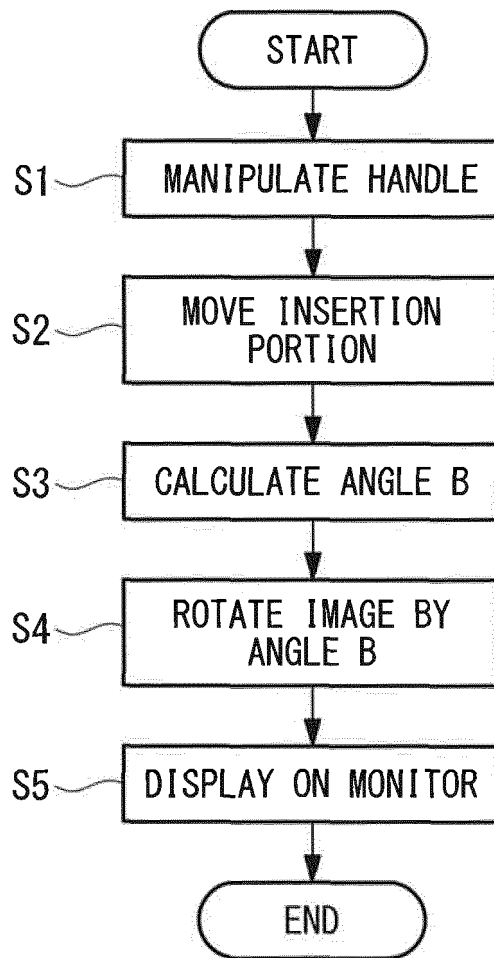 START
S1
MANIPULATE HANDLE
S2
MOVE INSERTION
PORTION
S3
CALCULATE ANGLE B
S4
ROTATE IMAGE BY
ANGLE B
S5
DISPLAY ON MONITOR
END